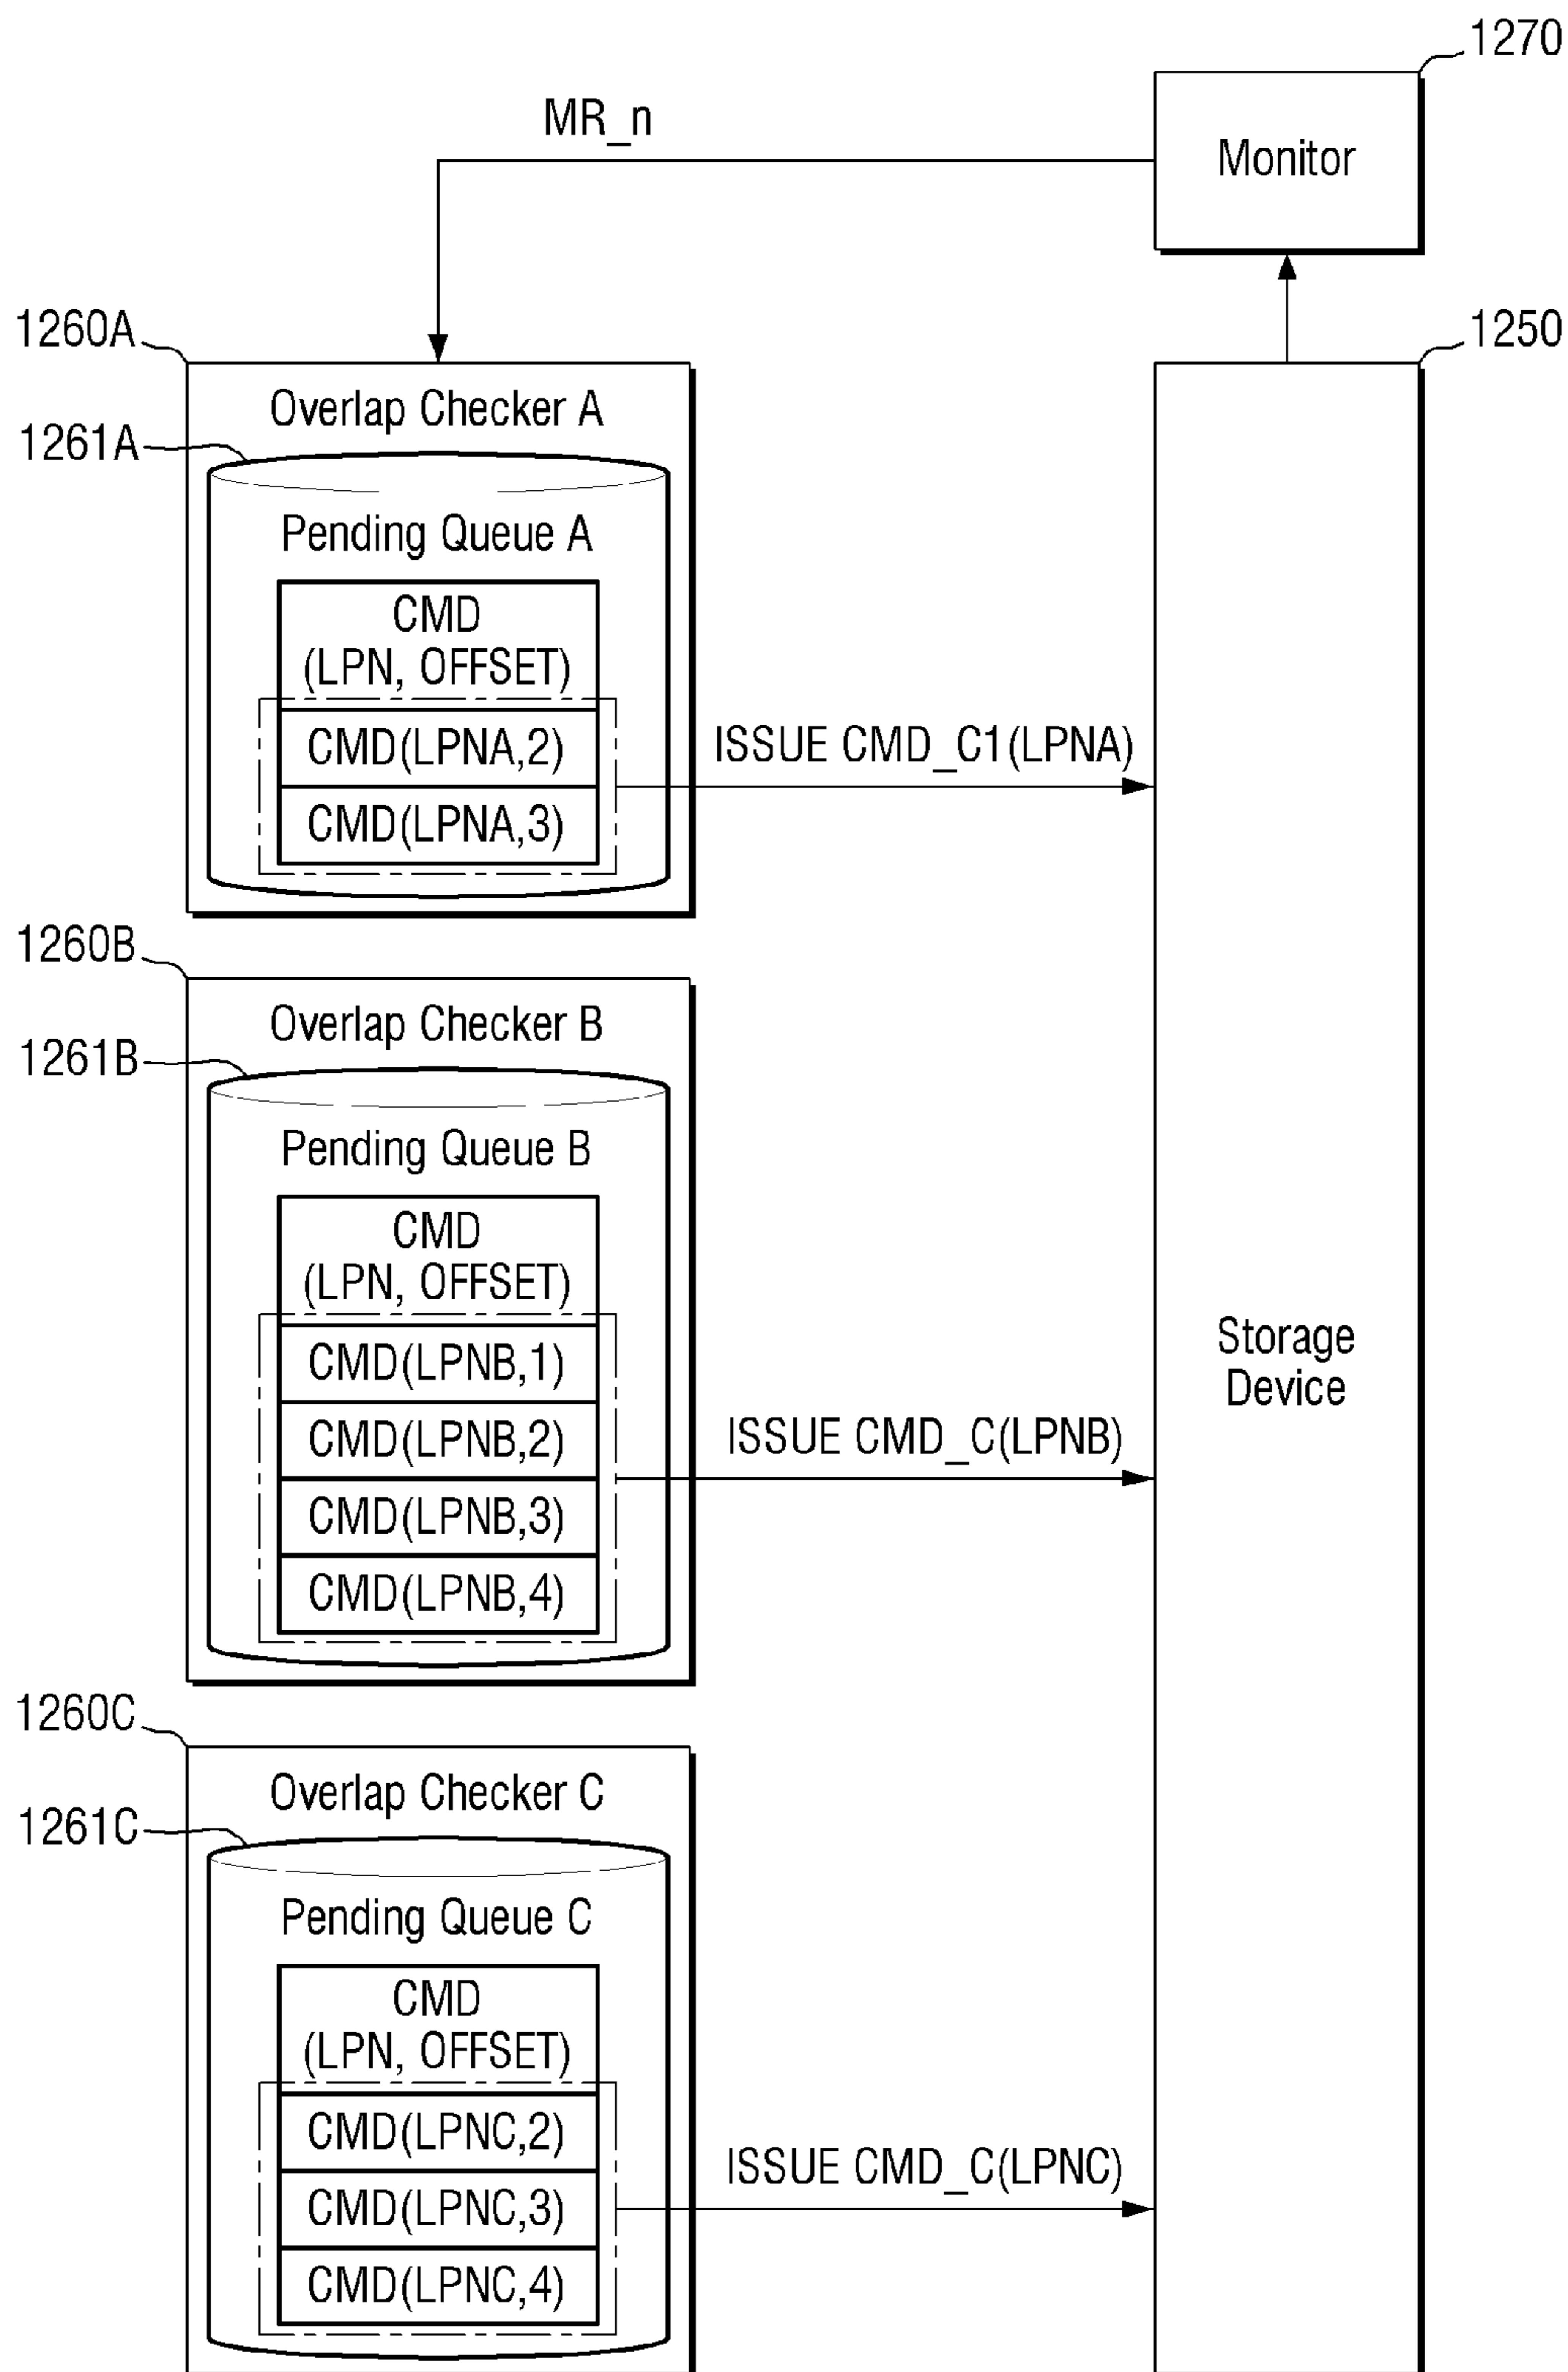 1270
Monitor
MR_n
1260A
1250
Overlap Checker A
1261A
Pending Queue A
CMD
(LPN, OFFSET)
CMD(LPNA,2)
ISSUE CMD_C1(LPNA)
CMD(LPNA,3)
1260B
Overlap Checker B
1261B
Pending Queue B
CMD
(LPN, OFFSET)
CMD(LPNB,1)
CMD(LPNB,2)
ISSUE CMD_C(LPNB)
CMD(LPNB,3)
CMD(LPNB,4)
Storage
Device
1260C
Overlap Checker C
1261C
Pending Queue C
CMD
(LPN, OFFSET)
CMD(LPNC,2)
ISSUE CMD_C(LPNC)
CMD(LPNC,3)
CMD(LPNC,4)